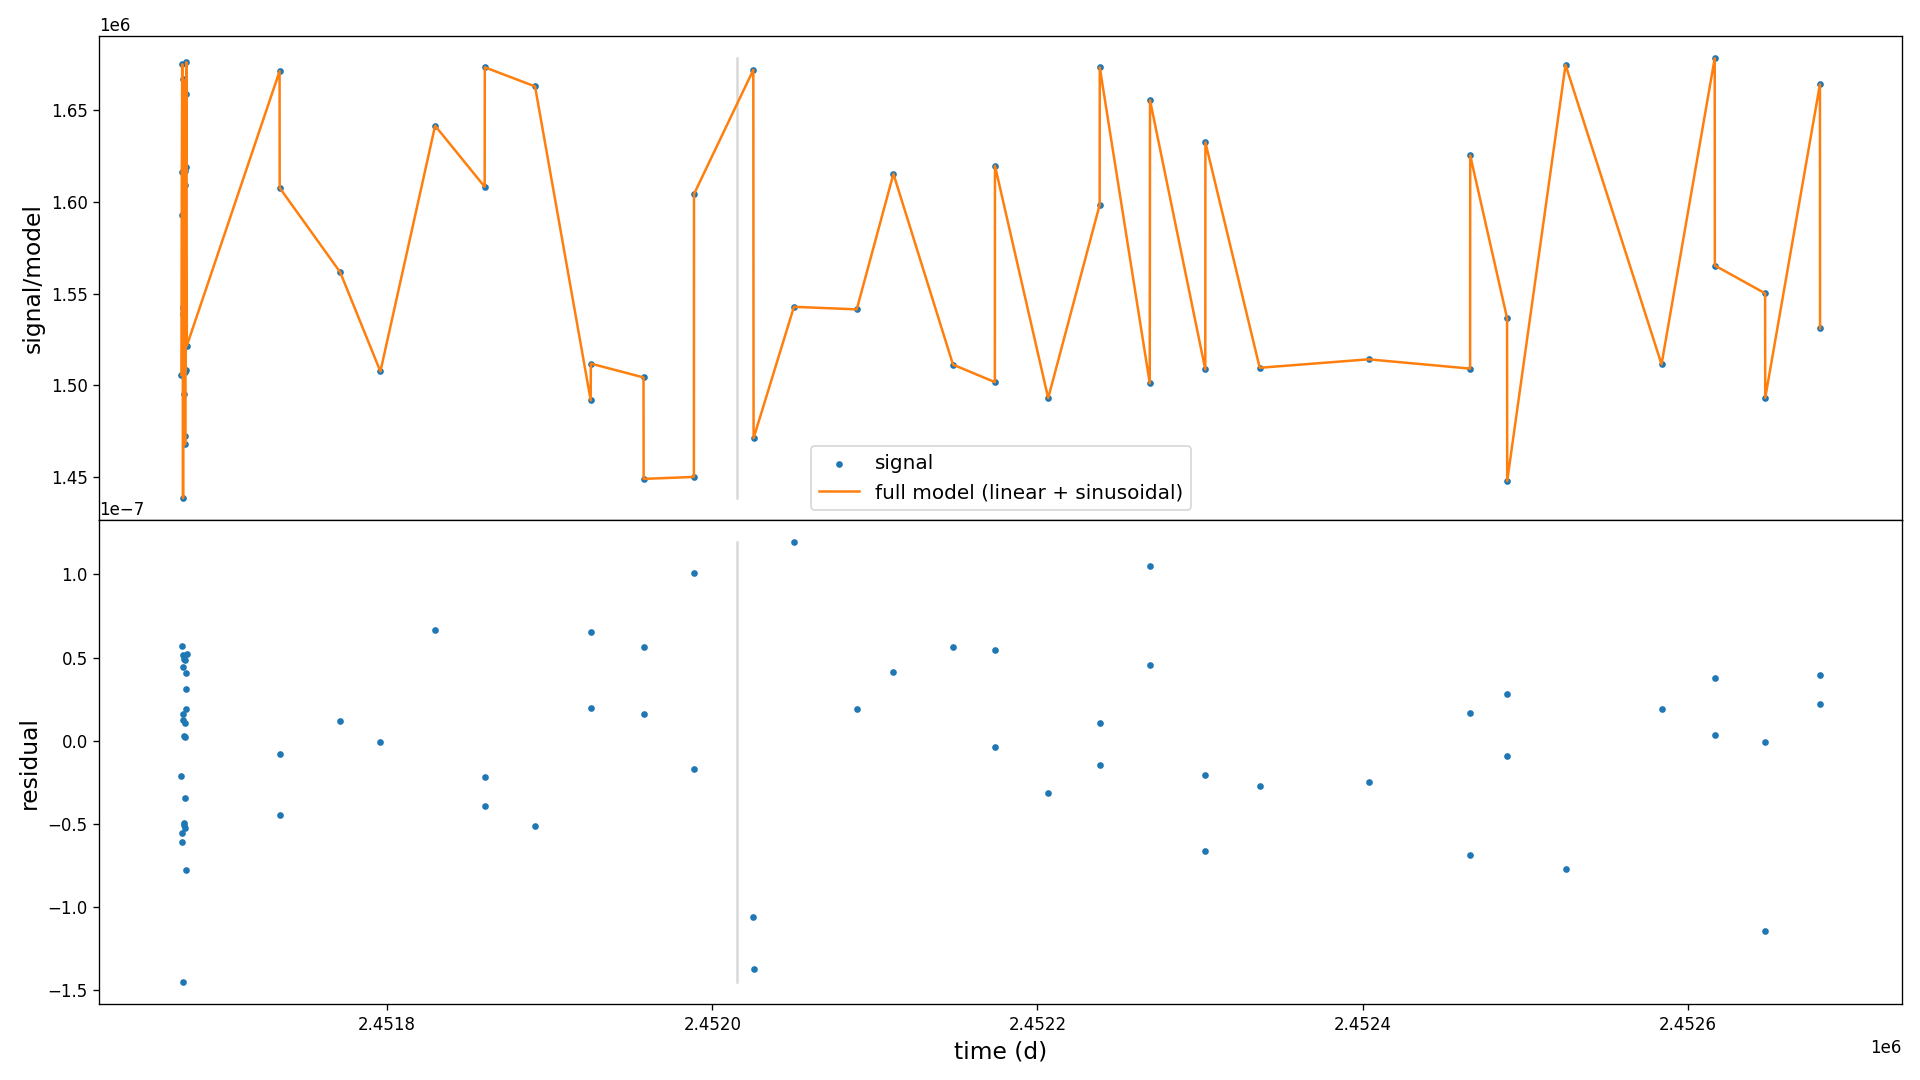 1e6
1.65
1.60
1.55
1.50
1.45
signal/model
signal
full model (linear + sinusoidal)
1e−7
1.0
0.5
0.0
−0.5
−1.0
−1.5
residual
2.4518
2.4520
2.4522
2.4524
2.4526
time (d)
1e6